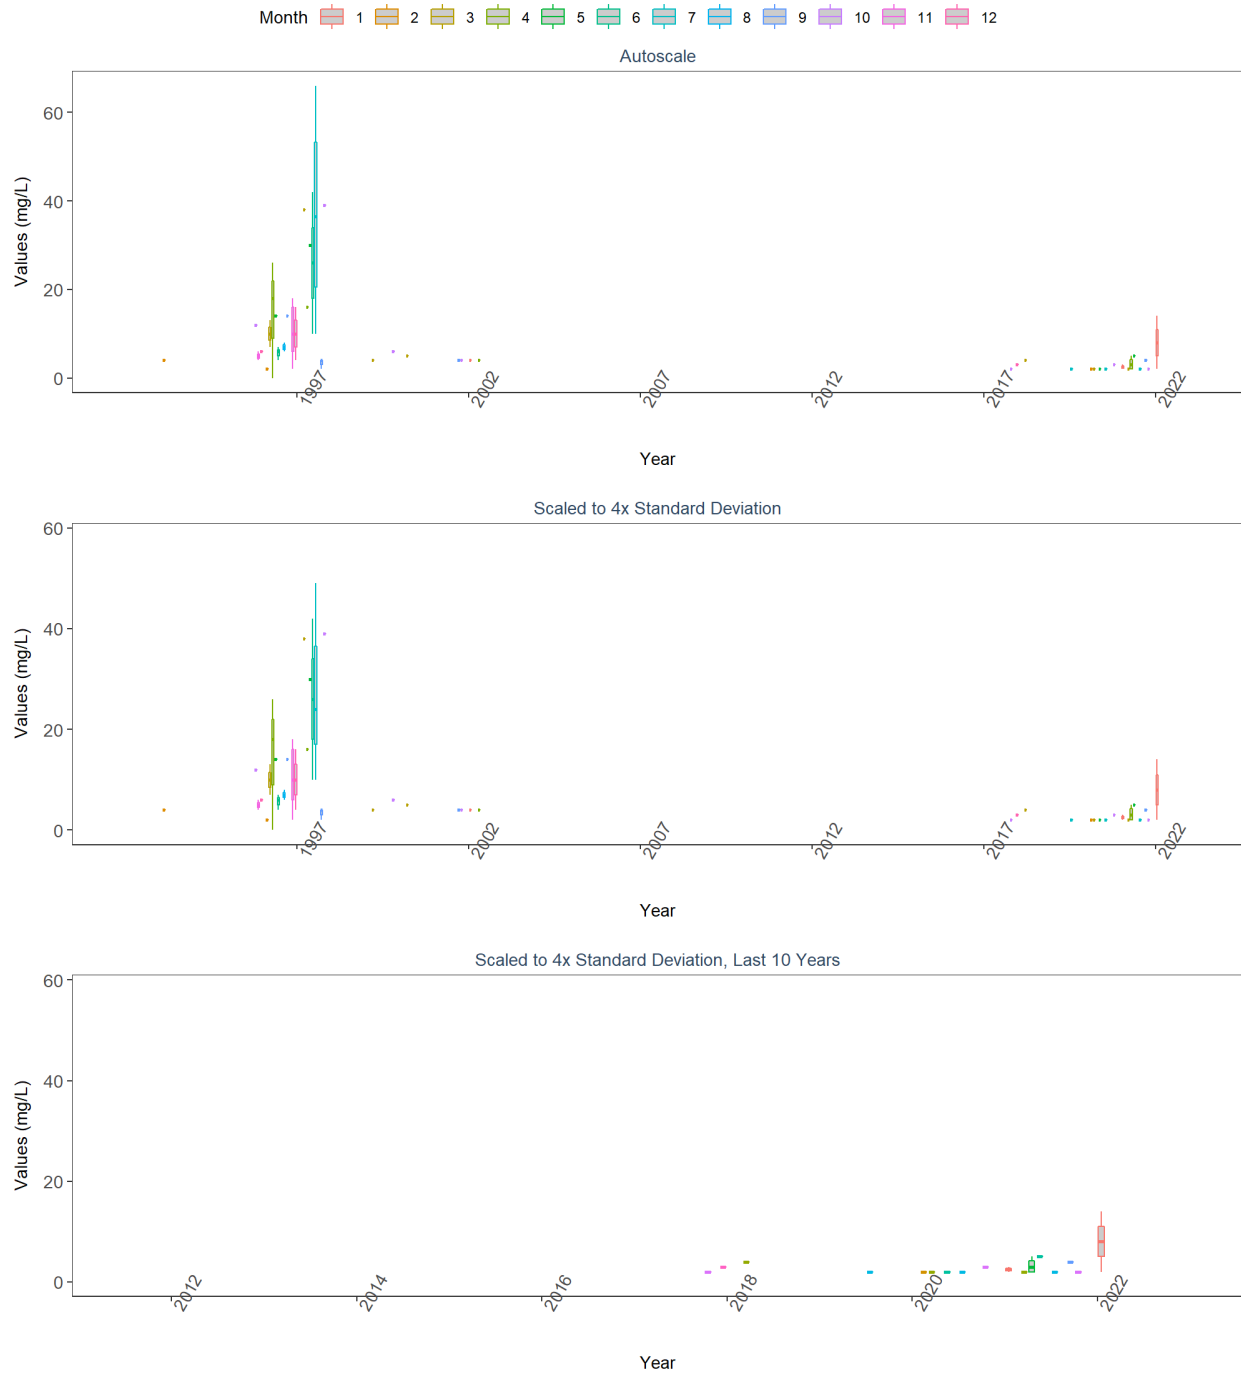 Month 1 2 3 4 5 6 7 8 9 10 11 12
Autoscale
Values (mg/L)
60
40
20
0
1997 2002 2007 2012 2017 2022
Year
Scaled to 4x Standard Deviation
Values (mg/L)
60
40
20
0
1997 2002 2007 2012 2017 2022
Year
Scaled to 4x Standard Deviation, Last 10 Years
Values (mg/L)
60
40
20
0
2012 2014 2016 2018 2020 2022
Year